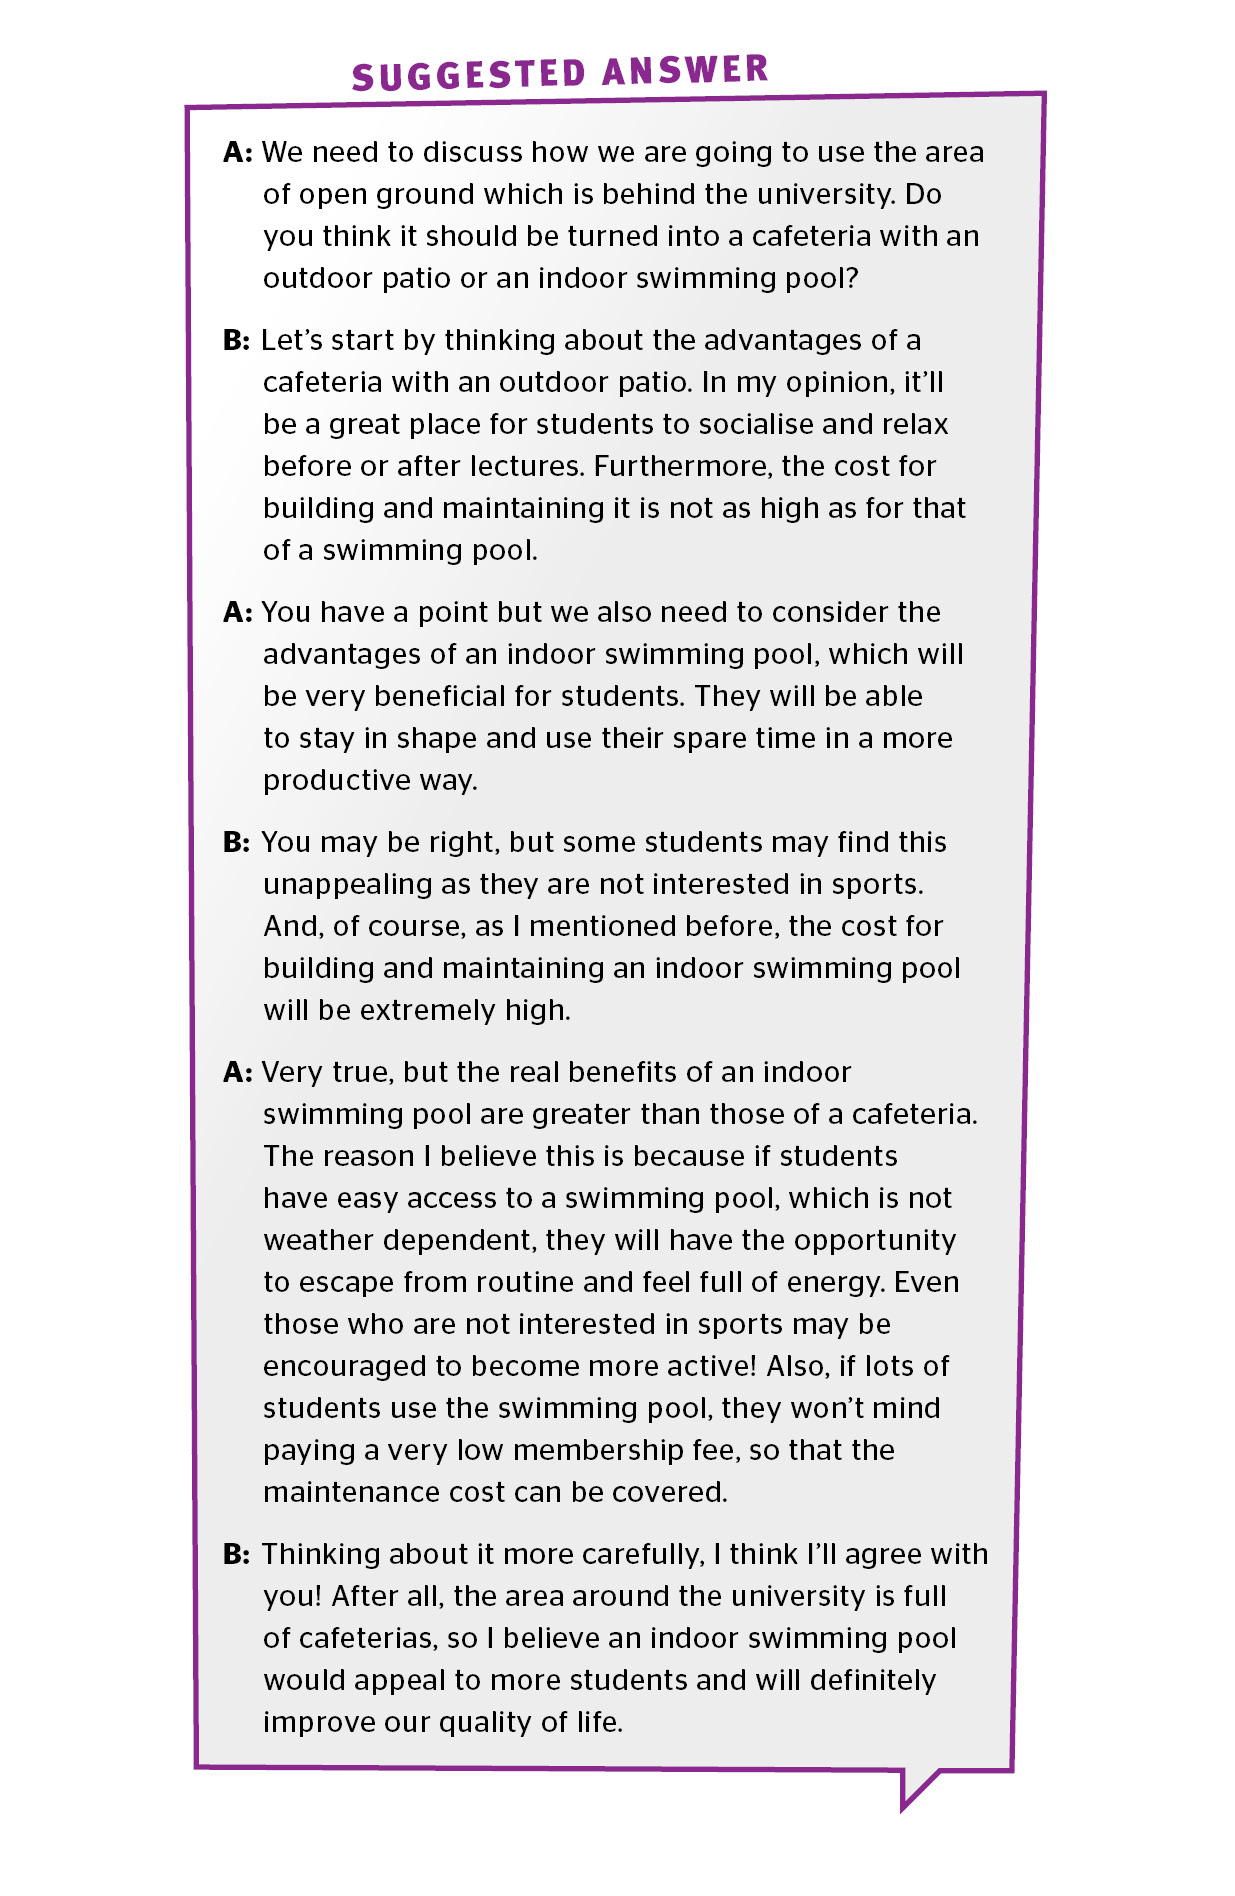 SUGGESTED ANSWER
A: We need to discuss how we are going to use the area
of open ground which is behind the university. Do
you think it should be turned into a cafeteria with an
outdoor patio or an indoor swimming pool?
B: Let’s start by thinking about the advantages of a
cafeteria with an outdoor patio. In my opinion, it’ll
be a great place for students to socialise and relax
before or after lectures. Furthermore, the cost for
building and maintaining it is not as high as for that
of a swimming pool.
A: You have a point but we also need to consider the
advantages of an indoor swimming pool, which will
be very beneficial for students. They will be able
to stay in shape and use their spare time in a more
productive way.
B: You may be right, but some students may find this
unappealing as they are not interested in sports.
And, of course, as I mentioned before, the cost for
building and maintaining an indoor swimming pool
will be extremely high.
A: Very true, but the real benefits of an indoor
swimming pool are greater than those of a cafeteria.
The reason I believe this is because if students
have easy access to a swimming pool, which is not
weather dependent, they will have the opportunity
to escape from routine and feel full of energy. Even
those who are not interested in sports may be
encouraged to become more active! Also, if lots of
students use the swimming pool, they won’t mind
paying a very low membership fee, so that the
maintenance cost can be covered.
B: Thinking about it more carefully, I think I’ll agree with
you! After all, the area around the university is full
of cafeterias, so I believe an indoor swimming pool
would appeal to more students and will definitely
improve our quality of life.